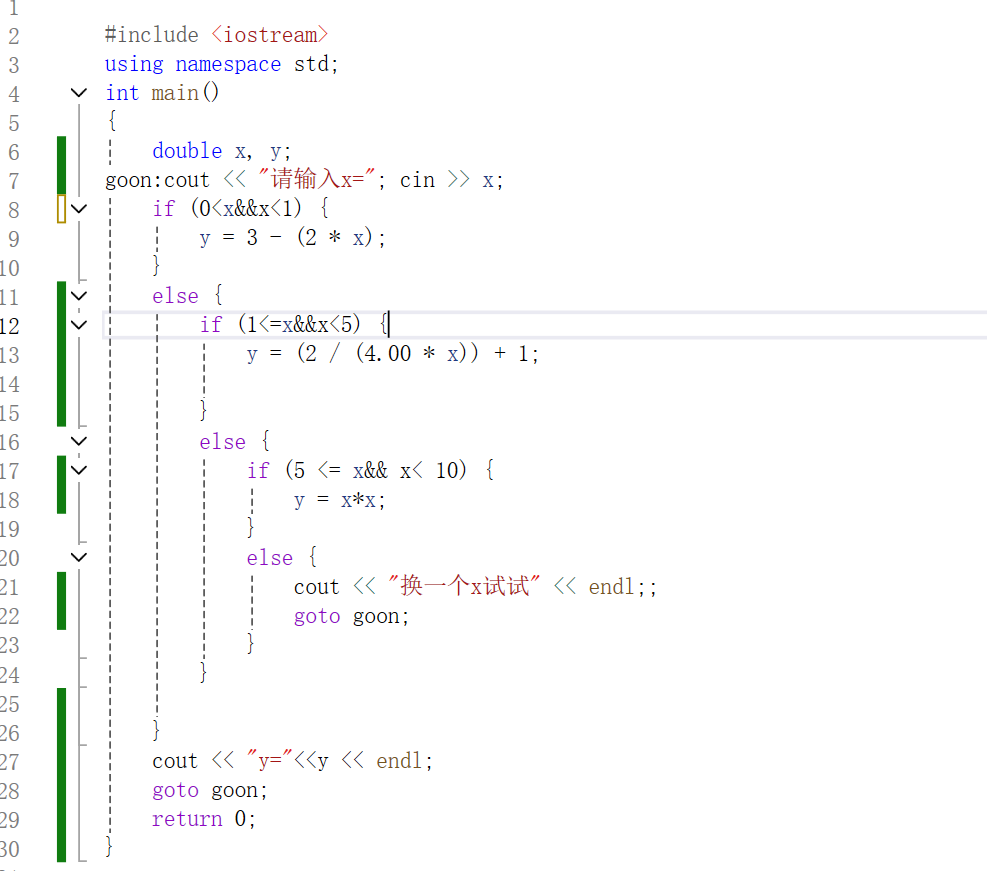 1
2 #include <iostream>
3 using namespace std;
4 int main()
5 {
6 double x, y;
7 goon:cout << "请输入x="; cin >> x;
8 if (0<x&&x<1) {
9 y = 3 - (2 * x);
10 }
11 else {
12 if (1<=x&&x<5) {
13 y = (2 / (4.00 * x)) + 1;
14
15 }
16 else {
17 if (5 <= x&& x< 10) {
18 y = x*x;
19 }
20 else {
21 cout << "换一个x试试" << endl;;
22 goto goon;
23 }
24 }
25
26 }
27 cout << "y="<<y << endl;
28 goto goon;
29 return 0;
30 }